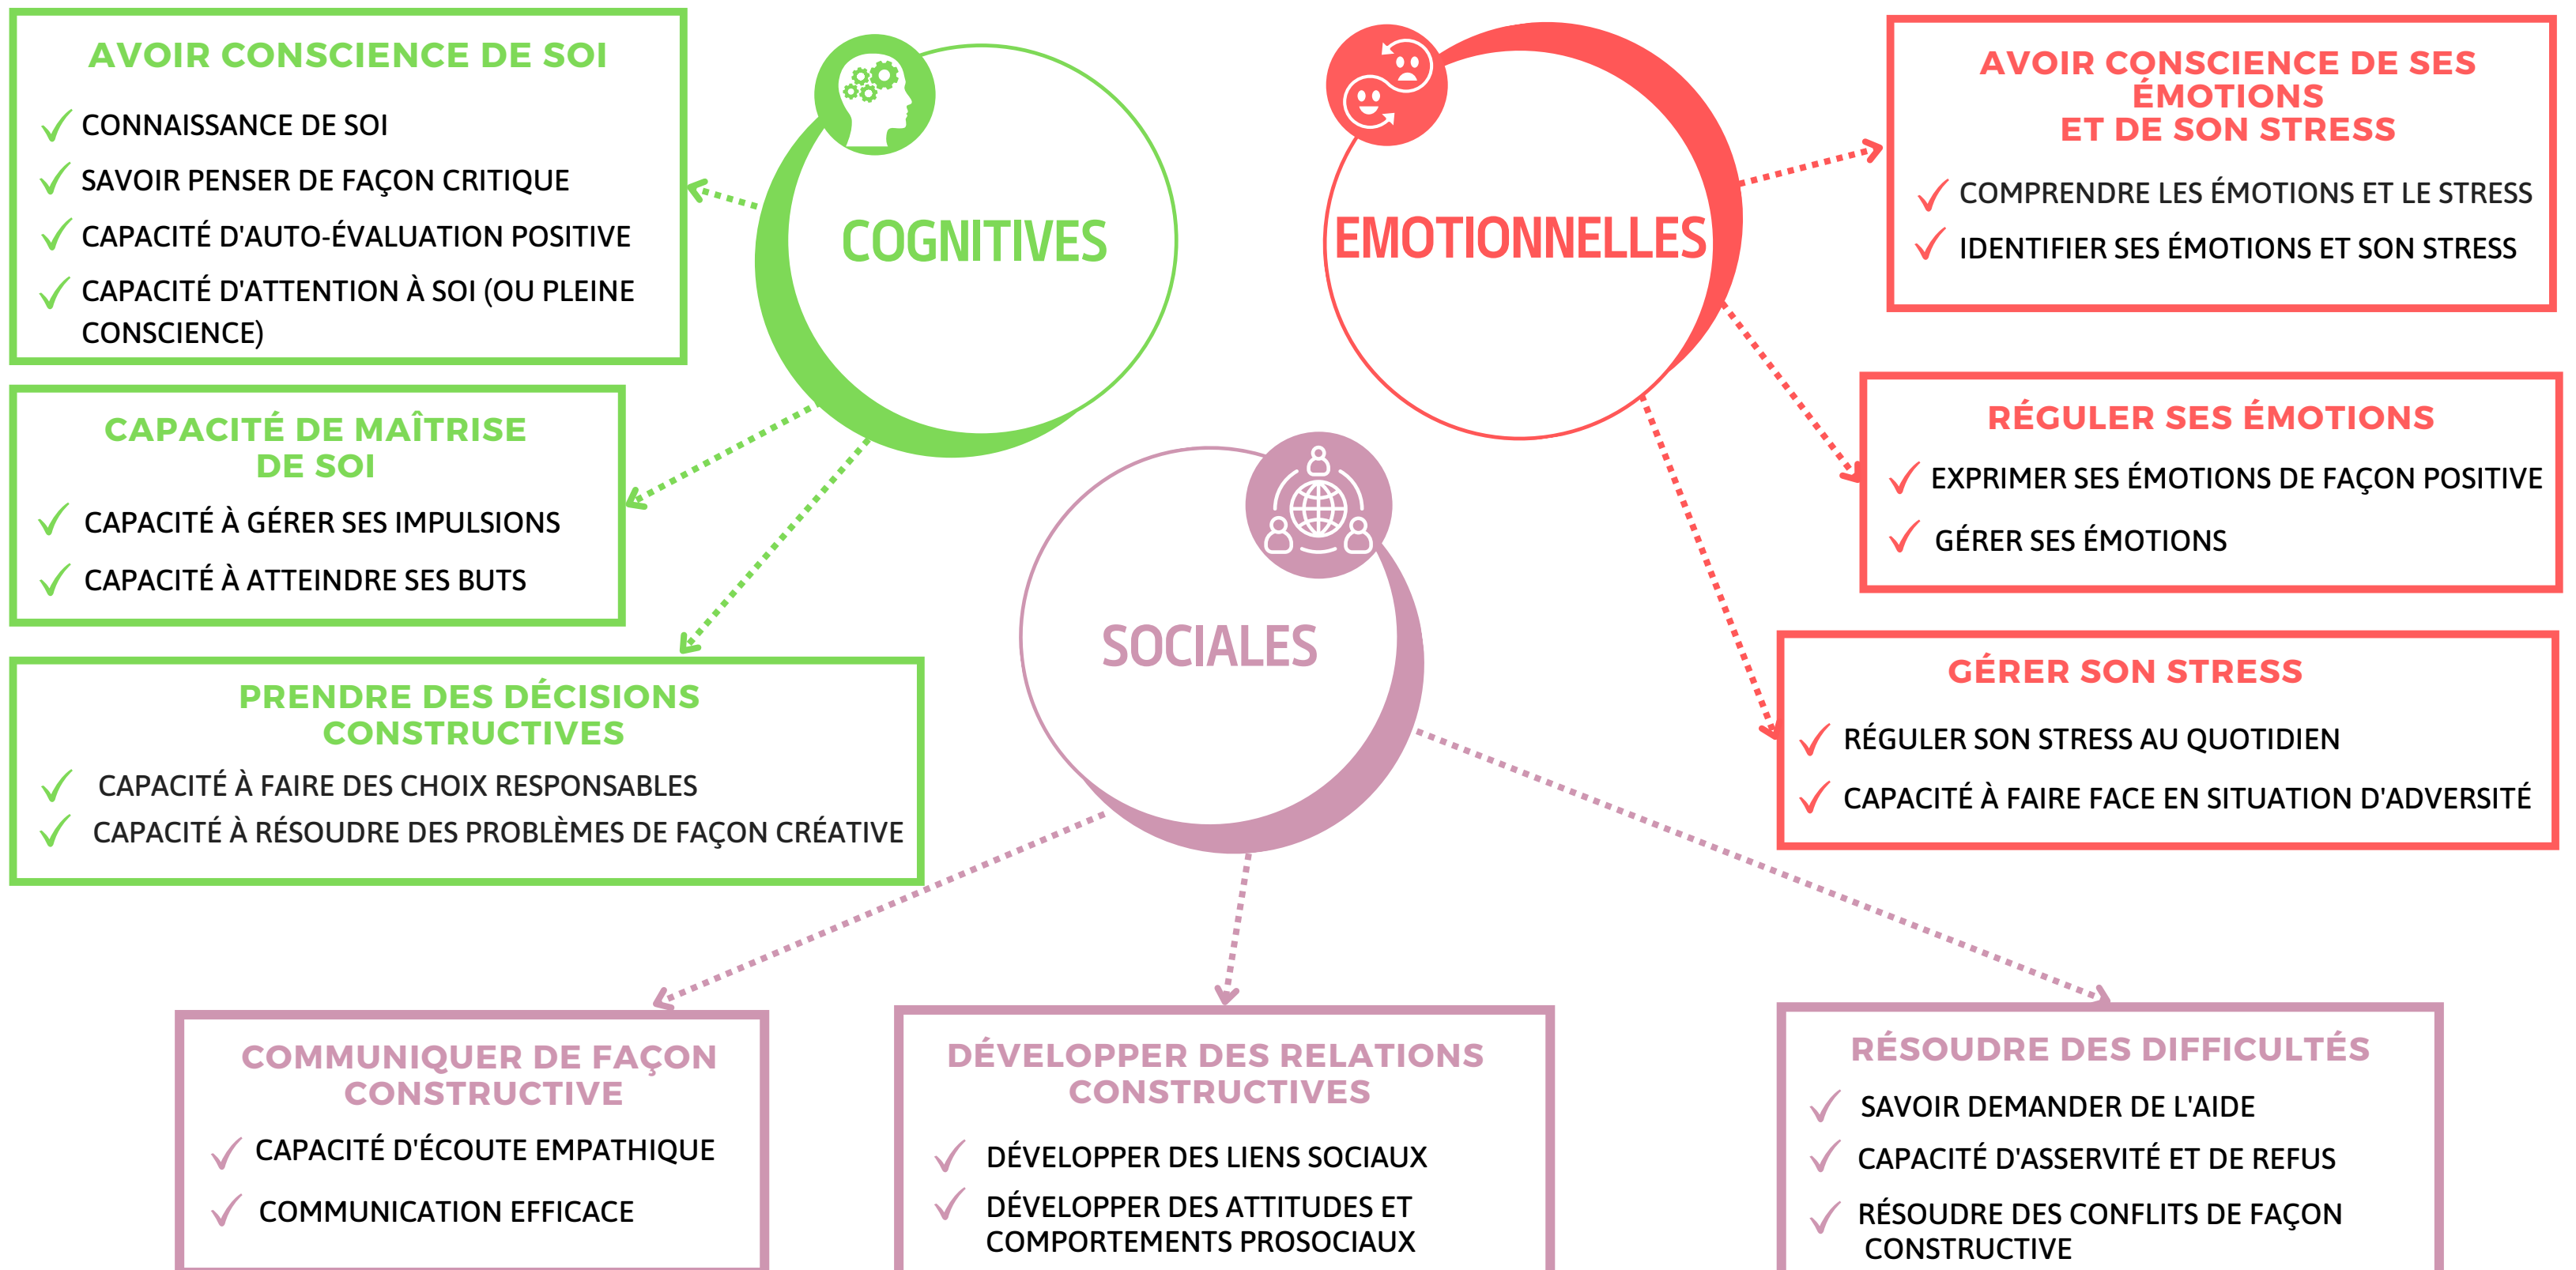 AVOIR CONSCIENCE DE SOI
CONNAISSANCE DE SOI
SAVOIR PENSER DE FAÇON CRITIQUE
CAPACITÉ D'AUTO-ÉVALUATION POSITIVE
CAPACITÉ D'ATTENTION À SOI (OU PLEINE
CONSCIENCE)
CAPACITÉ DE MAÎTRISE
DE SOI
CAPACITÉ À GÉRER SES IMPULSIONS
CAPACITÉ À ATTEINDRE SES BUTS
PRENDRE DES DÉCISIONS
CONSTRUCTIVES
CAPACITÉ À FAIRE DES CHOIX RESPONSABLES
CAPACITÉ À RÉSOUDRE DES PROBLÈMES DE FAÇON CRÉATIVE
COGNITIVES
EMOTIONNELLES
SOCIALES
AVOIR CONSCIENCE DE SES
ÉMOTIONS
ET DE SON STRESS
COMPRENDRE LES ÉMOTIONS ET LE STRESS
IDENTIFIER SES ÉMOTIONS ET SON STRESS
RÉGULER SES ÉMOTIONS
EXPRIMER SES ÉMOTIONS DE FAÇON POSITIVE
GÉRER SES ÉMOTIONS
GÉRER SON STRESS
RÉGULER SON STRESS AU QUOTIDIEN
CAPACITÉ À FAIRE FACE EN SITUATION D'ADVERSITÉ
COMMUNIQUER DE FAÇON
CONSTRUCTIVE
CAPACITÉ D'ÉCOUTE EMPATHIQUE
COMMUNICATION EFFICACE
DÉVELOPPER DES RELATIONS
CONSTRUCTIVES
DÉVELOPPER DES LIENS SOCIAUX
DÉVELOPPER DES ATTITUDES ET
COMPORTEMENTS PROSOCIAUX
RÉSOUDRE DES DIFFICULTÉS
SAVOIR DEMANDER DE L'AIDE
CAPACITÉ D'ASSERVITÉ ET DE REFUS
RÉSOUDRE DES CONFLITS DE FAÇON
CONSTRUCTIVE